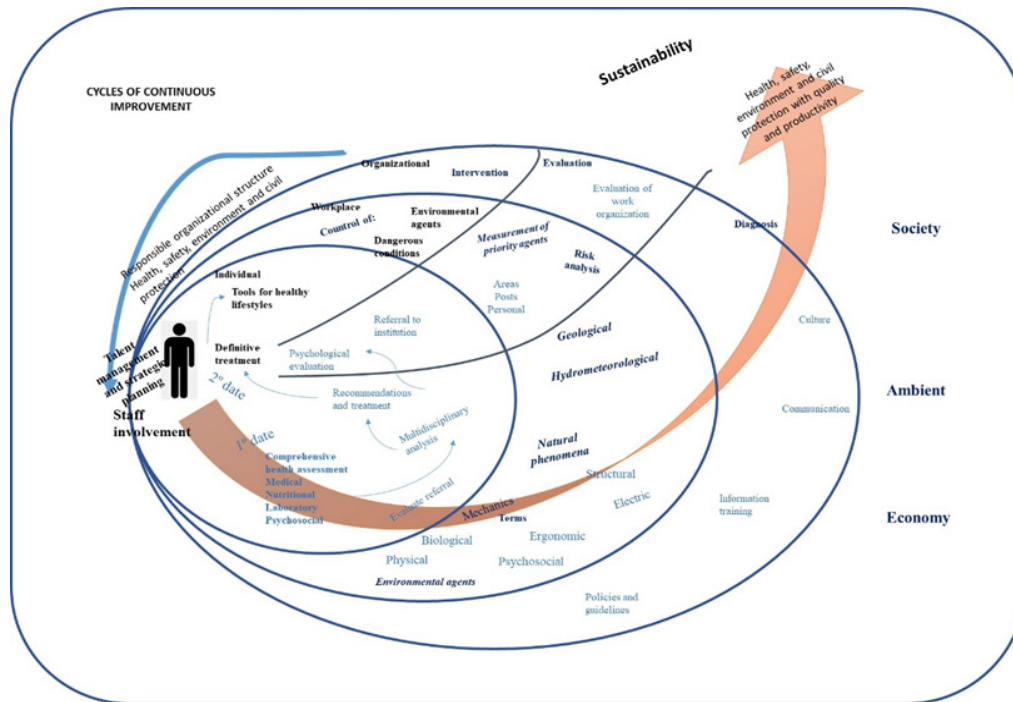 Sustainability
CYCLES OF CONTINUOUS
IMPROVEMENT
Health, safety,
environment and civil
protection with quality
and productivity
Responsible organizational structure
Health, safety, environment and civil
protection
Organizational
Intervention
Evaluation
Evaluation of
work
organization
Diagnosis
Society
Workplace
Countrol of:
Environmental
agents
Dangerous
conditions
Measurement of
priority agents
Risk
analysis
Individual
Tools for healthy
lifestyles
Areas
Posts
Personal
Referral to
institution
Geological
Culture
Definitive
treatment
Psychological
evaluation
Hydrometeorological
Talent
management
and strategic
planning
Staff
involvement
2° date
Recommendations
and treatment
Ambient
Communication
1° date
Multidisciplinary
analysis
Natural
phenomena
Comprehensive
health assessment
Medical
Nutritional
Laboratory
Psychosocial
Evaluate referral
Structural
Mechanics
Electric
Information
training
Economy
Terms
Biological
Ergonomic
Physical
Psychosocial
Environmental agents
Policies and
guidelines